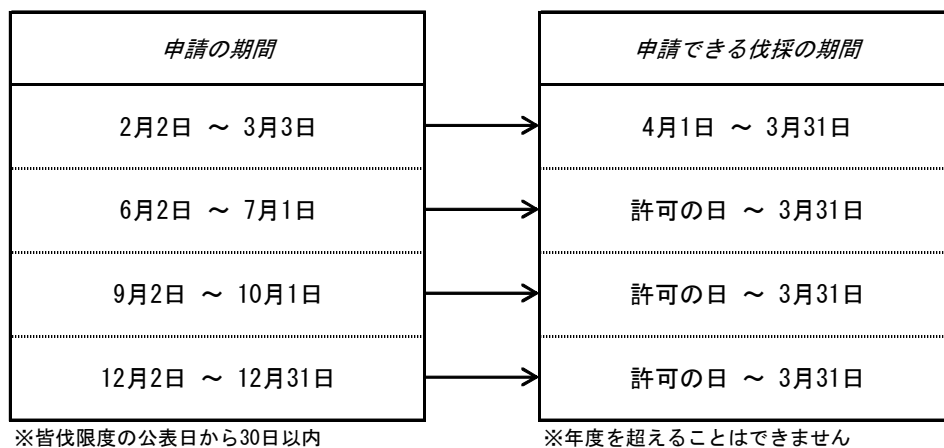 申請の期間
申請できる伐採の期間
2月2日 ～ 3月3日
4月1日 ～ 3月31日
6月2日 ～ 7月1日
許可の日 ～ 3月31日
9月2日 ～ 10月1日
許可の日 ～ 3月31日
12月2日 ～ 12月31日
許可の日 ～ 3月31日
※皆伐限度の公表日から30日以内
※年度を超えることはできません